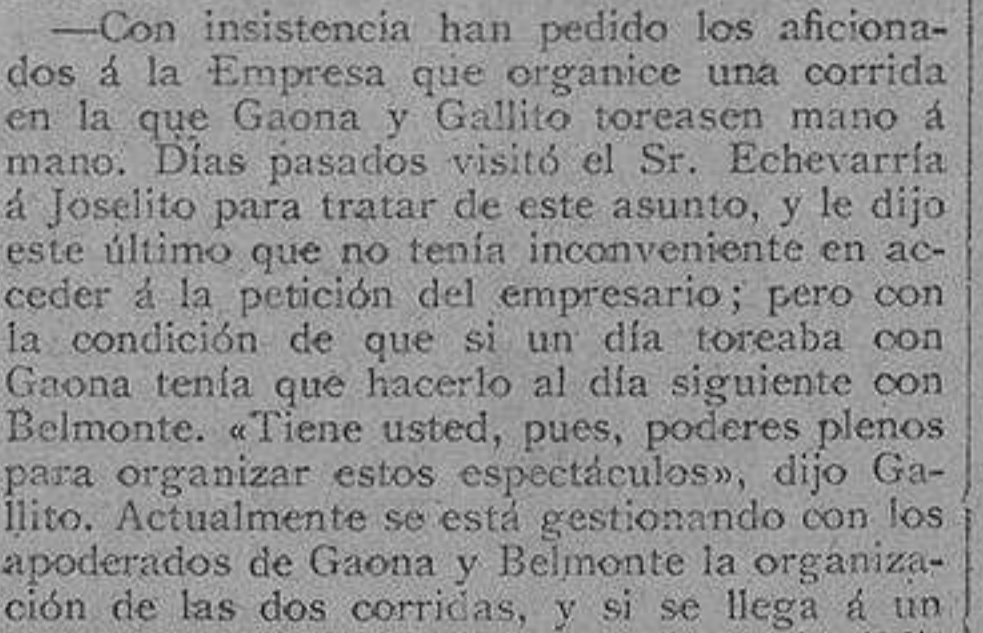 —Con insistencia han pedido los aficiona-
dos á la Empresa que organice una corrida
en la que Gaona y Gallito toreasen mano á
mano. Días pasados visitó el Sr. Echevarría
á Joselito para tratar de este asunto, y le dijo
este último que no tenía inconveniente en ac-
ceder á la petición del empresario; pero con
la condición de que si un día toreaba con
Gaona tenía que hacerlo al día siguiente con
Belmonte. «Tiene usted, pues, poderes plenos
para organizar estos espectáculos», dijo Ga-
llito. Actualmente se está gestionando con los
apoderados de Gaona y Belmonte la organiza-
ción de las dos corridas, y si se llega á un